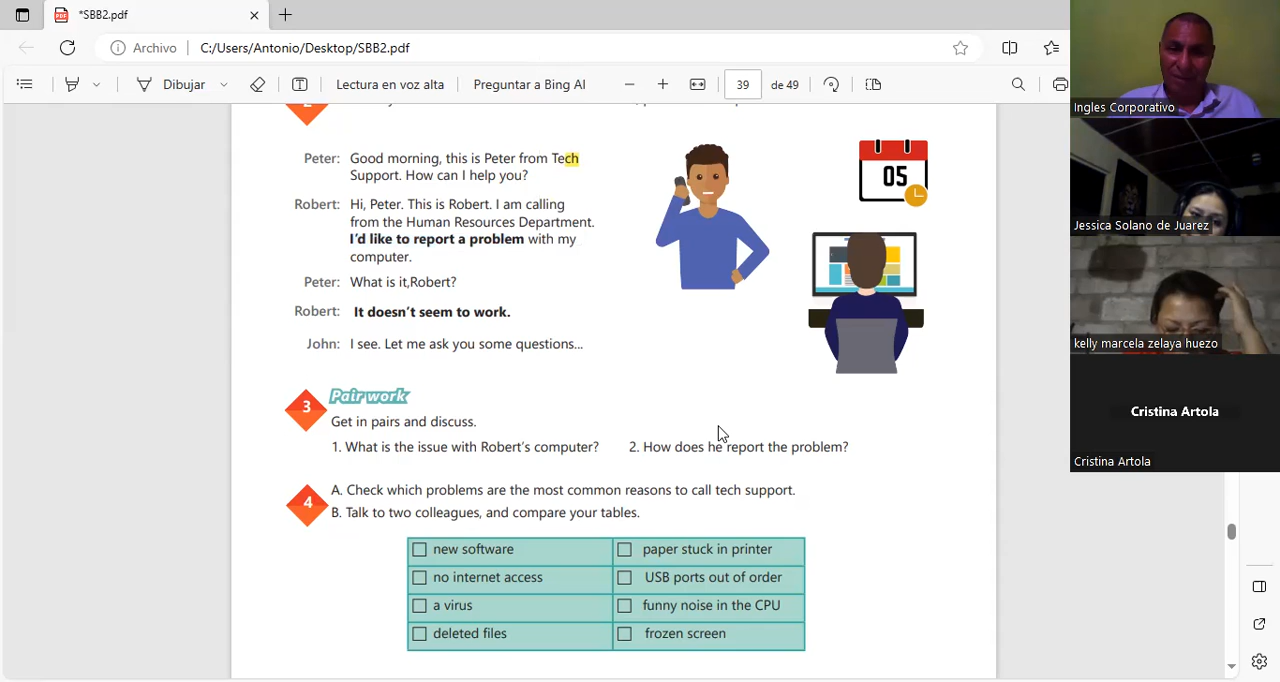 *SBB2.pdf
Archivo
C:/Users/Antonio/Desktop/SBB2.pdf
Dibujar
Lectura en voz alta
Preguntar a Bing AI
39
de 49
Peter: Good morning, this is Peter from Tech
Support. How can I help you?
Robert: Hi, Peter. This is Robert. I am calling
from the Human Resources Department.
I'd like to report a problem with my
computer.
Peter: What is it,Robert?
Robert: It doesn't seem to work.
John: I see. Let me ask you some questions...
05
3 Pair work
Get in pairs and discuss.
1. What is the issue with Robert's computer? 2. How does he report the problem?
4 A. Check which problems are the most common reasons to call tech support.
B. Talk to two colleagues, and compare your tables.
new software paper stuck in printer
no internet access USB ports out of order
a virus funny noise in the CPU
deleted files frozen screen
Ingles Corporativo
Jessica Solano de Juarez
kelly marcela zelaya huezo
Cristina Artola
Cristina Artola